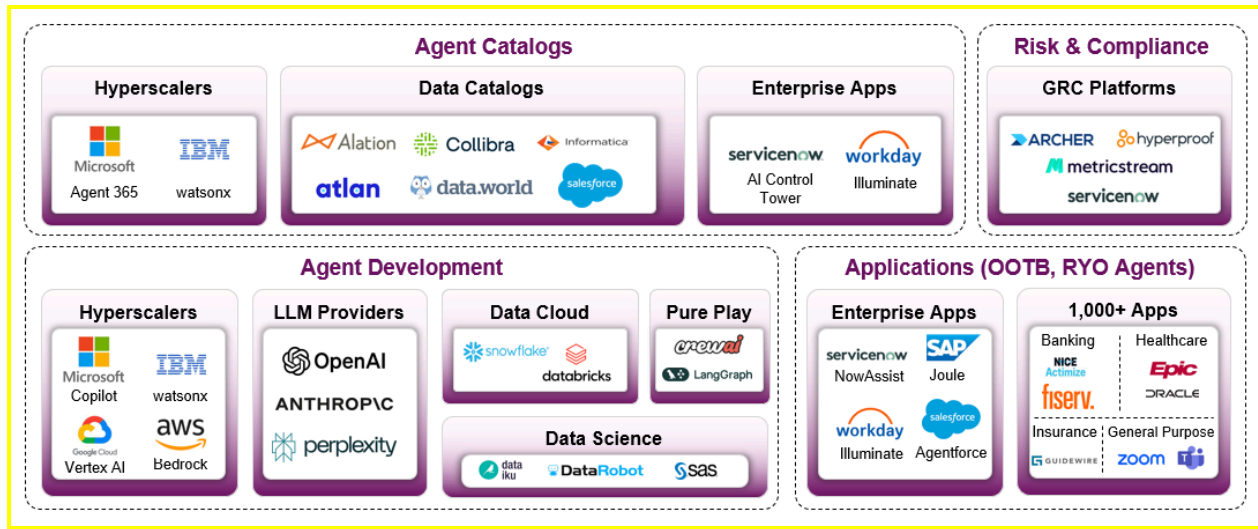 Agent Catalogs
Hyperscalers
Microsoft
Agent 365
IBM
watsonx
Data Catalogs
Alation
Collibra
Informatica
atlan
data.world
salesforce
Enterprise Apps
servicenow
AI Control
Tower
workday
Illuminate
Risk & Compliance
GRC Platforms
ARCHER
hyperproof
metricstream
servicenow
Agent Development
Hyperscalers
Microsoft
Copilot
IBM
watsonx
Google Cloud
Vertex AI
aws
Bedrock
LLM Providers
OpenAI
ANTHROP\C
perplexity
Data Cloud
snowflake
databricks
Pure Play
crewai
LangGraph
Data Science
data
iku
DataRobot
sas
Applications (OOTB, RYO Agents)
Enterprise Apps
servicenow
NowAssist
SAP
Joule
workday
Illuminate
salesforce
Agentforce
1,000+ Apps
Banking
NICE
Actimize
fiserv.
Healthcare
Epic
ORACLE
Insurance
GUIDEWIRE
General Purpose
zoom
T